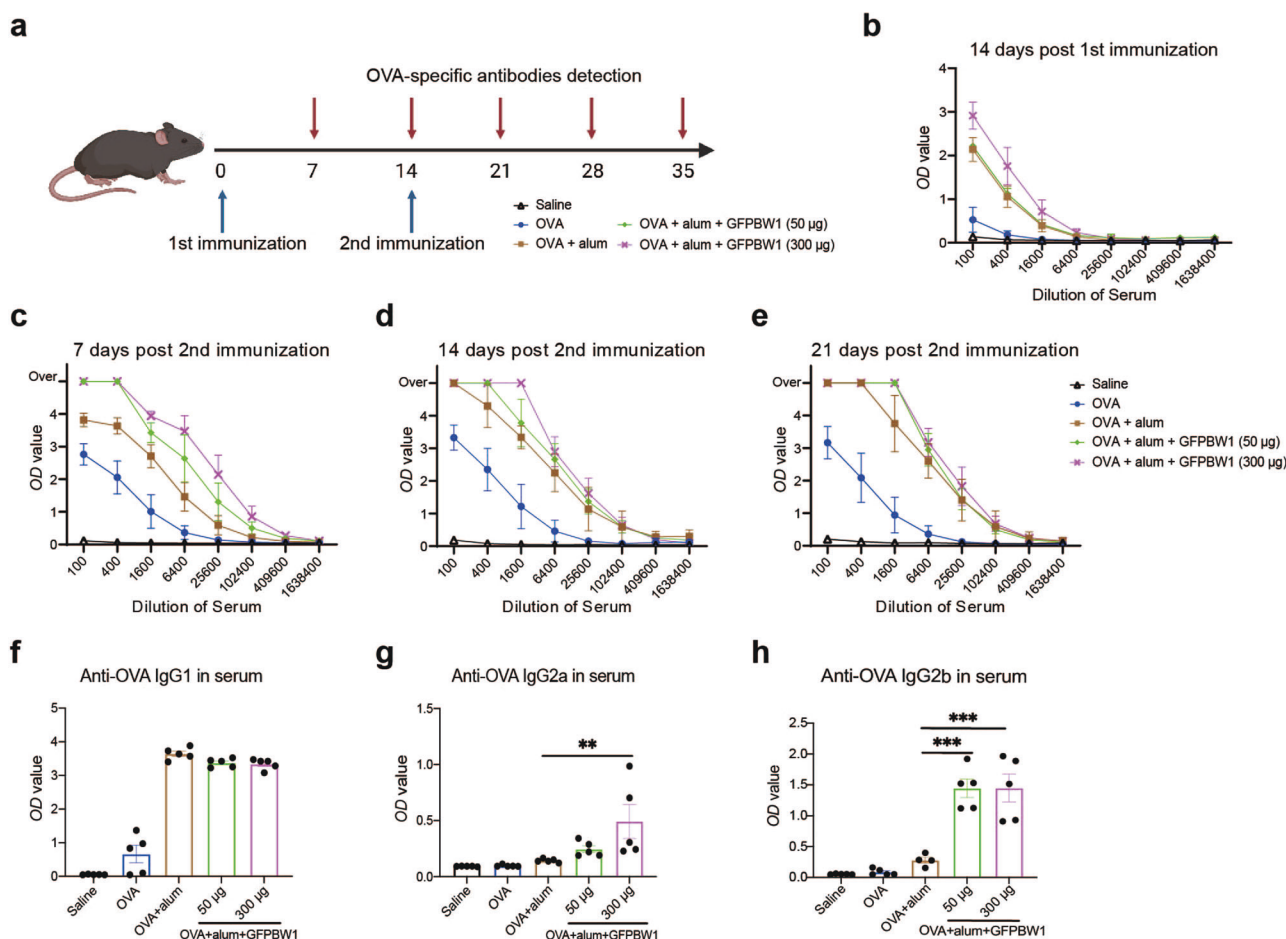 a
OVA-specific antibodies detection
0 7 14 21 28 35
1st immunization 2nd immunization
Saline
OVA
OVA + alum
OVA + alum + GFPBW1 (50 µg)
OVA + alum + GFPBW1 (300 µg)
b
14 days post 1st immunization
OD value
4
3
2
1
0
100 400 1600 6400 25600 102400 409600 1638400
Dilution of Serum
c
7 days post 2nd immunization
OD value
Over
4
3
2
1
0
100 400 1600 6400 25600 102400 409600 1638400
Dilution of Serum
d
14 days post 2nd immunization
OD value
Over
4
3
2
1
0
100 400 1600 6400 25600 102400 409600 1638400
Dilution of Serum
e
21 days post 2nd immunization
OD value
Over
4
3
2
1
0
100 400 1600 6400 25600 102400 409600 1638400
Dilution of Serum
Saline
OVA
OVA + alum
OVA + alum + GFPBW1 (50 µg)
OVA + alum + GFPBW1 (300 µg)
f
Anti-OVA IgG1 in serum
OD value
5
4
3
2
1
0
Saline OVA OVA+alum 50 µg 300 µg
OVA+alum+GFPBW1
g
Anti-OVA IgG2a in serum
OD value
1.5
1.0
0.5
0.0
**
Saline OVA OVA+alum 50 µg 300 µg
OVA+alum+GFPBW1
h
Anti-OVA IgG2b in serum
OD value
2.5
2.0
1.5
1.0
0.5
0.0
***
***
Saline OVA OVA+alum 50 µg 300 µg
OVA+alum+GFPBW1